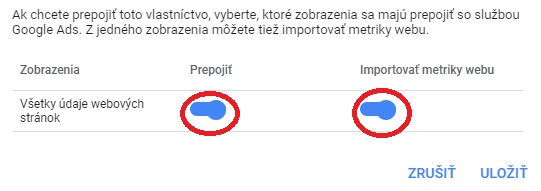 Ak chcete prepojiť toto vlastníctvo, vyberte, ktoré zobrazenia sa majú prepojiť so službou
Google Ads. Z jedného zobrazenia môžete tiež importovať metriky webu.
Zobrazenia Prepojiť Importovať metriky webu
Všetky údaje webových
stránok
ZRUŠIŤ ULOŽIŤ